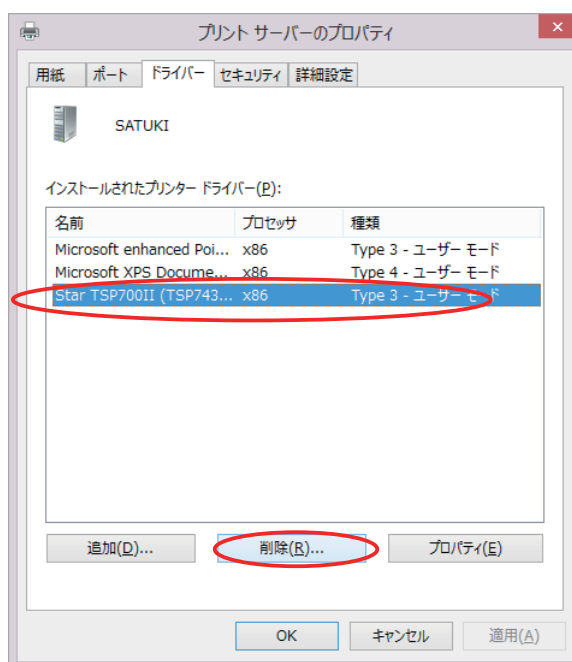 プリント サーバーのプロパティ
用紙 ポート ドライバー セキュリティ 詳細設定
SATUKI
インストールされたプリンター ドライバー(P):
名前 プロセッサ 種類
Microsoft enhanced Poi... x86 Type 3 - ユーザー モード
Microsoft XPS Docume... x86 Type 4 - ユーザー モード
Star TSP700II (TSP743... x86 Type 3 - ユーザー モード
追加(D)... 削除(R)... プロパティ(E)
OK キャンセル 適用(A)